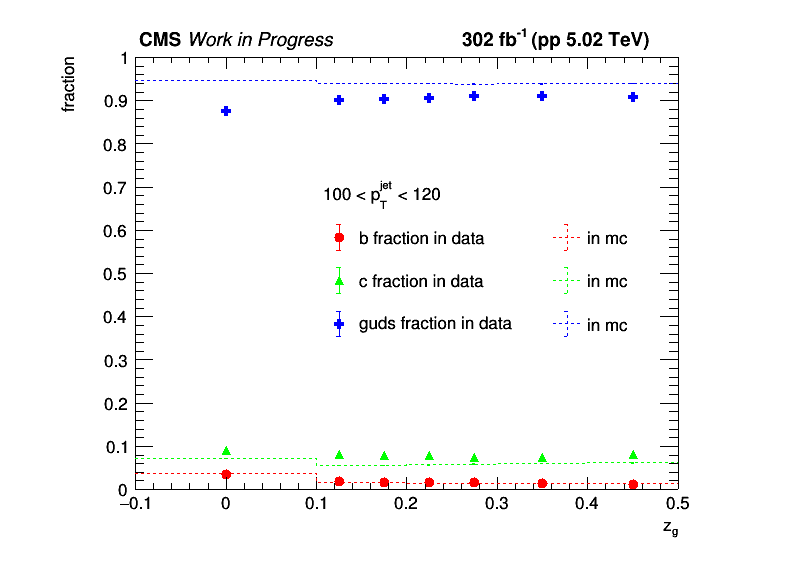 CMS Work in Progress 302 fb-1 (pp 5.02 TeV)
fraction
1
0.9
0.8
0.7
0.6
0.5
0.4
0.3
0.2
0.1
0
100 < p_T^jet < 120
b fraction in data in mc
c fraction in data in mc
guds fraction in data in mc
−0.1 0 0.1 0.2 0.3 0.4 0.5
z_g